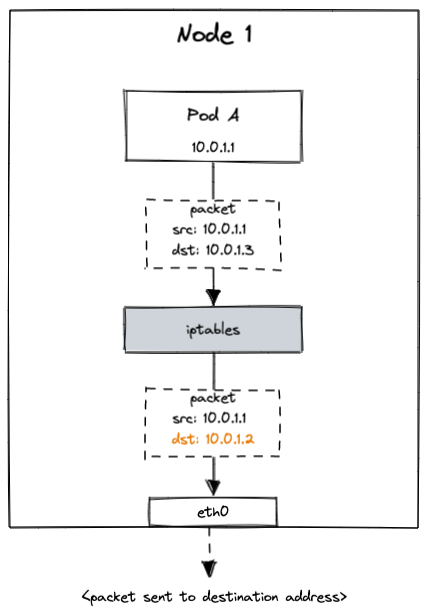 Node 1
Pod A
10.0.1.1
packet
src: 10.0.1.1
dst: 10.0.1.3
iptables
packet
src: 10.0.1.1
dst: 10.0.1.2
eth0
<packet sent to destination address>